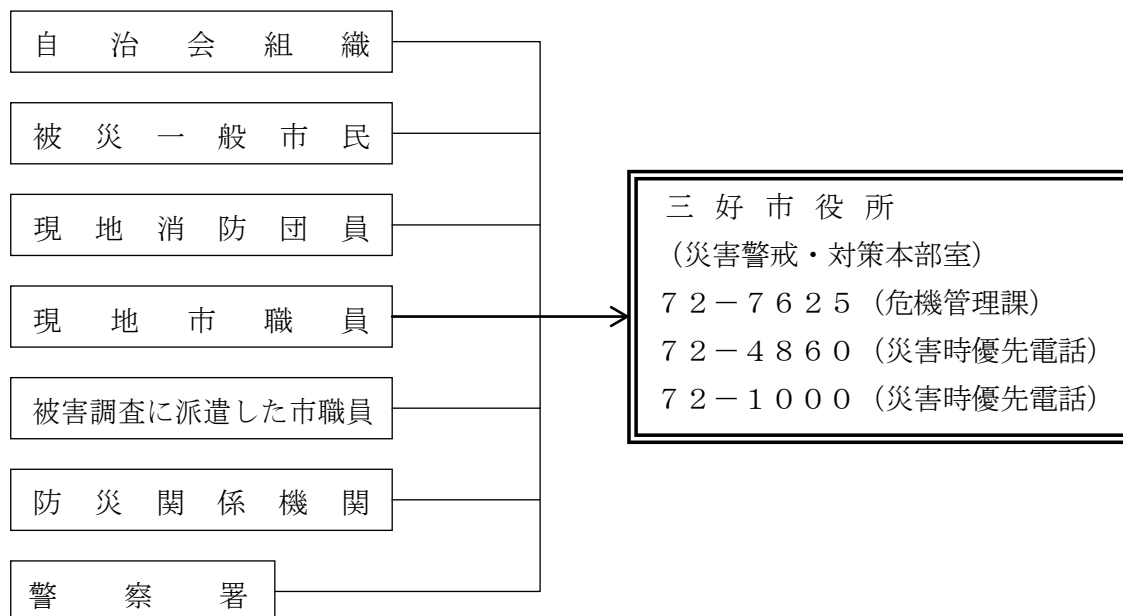 自治会組織
被災一般市民
現地消防団員
現地市職員
被害調査に派遣した市職員
防災関係機関
警察署
三好市役所
（災害警戒・対策本部室）
７２－７６２５（危機管理課）
７２－４８６０（災害時優先電話）
７２－１０００（災害時優先電話）